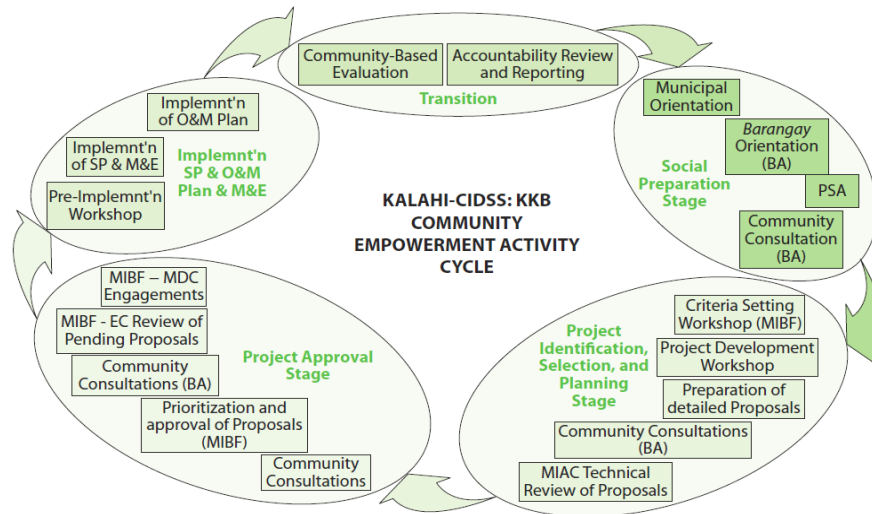 Community-Based
Evaluation
Accountability Review
and Reporting
Transition
Municipal
Orientation
Barangay
Orientation
(BA)
PSA
Community
Consultation
(BA)
Social
Preparation
Stage
Criteria Setting
Workshop (MIBF)
Project Development
Workshop
Preparation of
detailed Proposals
Community Consultations
(BA)
MIAC Technical
Review of Proposals
Project
Identification,
Selection, and
Planning
Stage
MIBF – MDC
Engagements
MIBF - EC Review of
Pending Proposals
Community
Consultations (BA)
Prioritization and
approval of Proposals
(MIBF)
Community
Consultations
Project Approval
Stage
Implemnt'n
of O&M Plan
Implemnt'n
of SP & M&E
Pre-Implemnt'n
Workshop
Implemnt'n
SP & O&M
Plan & M&E
KALAHI-CIDSS: KKB
COMMUNITY
EMPOWERMENT ACTIVITY
CYCLE